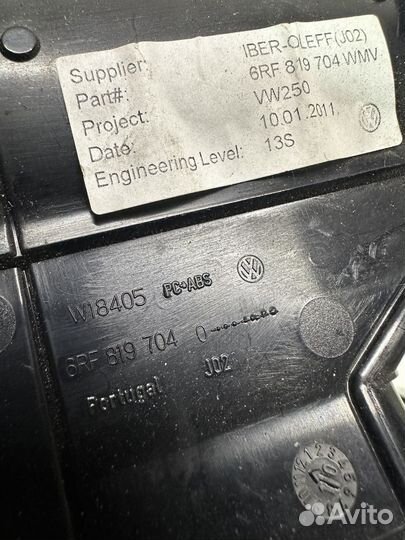 Supplier: IBER-OLEFF(J02)
Part#: 6RF 819 704 WMV
Project: VW250
Date: 10.01.2011.
Engineering Level: 13S
W18405 PC+ABS
6RF 819 704
Portugal J02
Avito